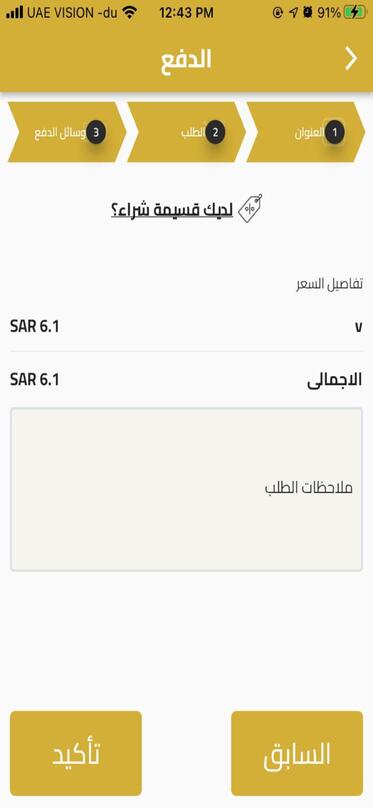 UAE VISION -du 12:43 PM 91%
الدفع
1 العنوان 2 الطلب 3 وسائل الدفع
لديك قسيمة شراء؟
تفاصيل السعر
٧ SAR 6.1
الاجمالى SAR 6.1
ملاحظات الطلب
السابق تأكيد